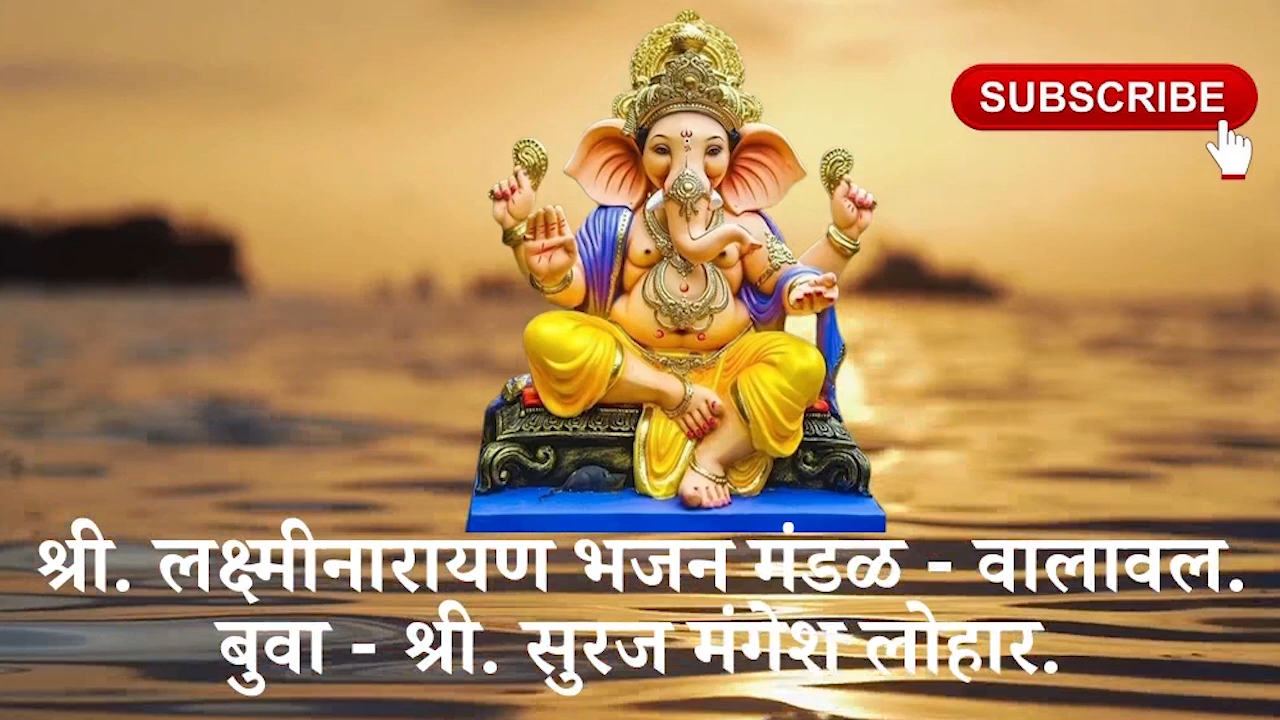 SUBSCRIBE
श्री. लक्ष्मीनारायण भजन मंडळ - वालावल.
बुवा - श्री. सुरज मंगेश लोहार.